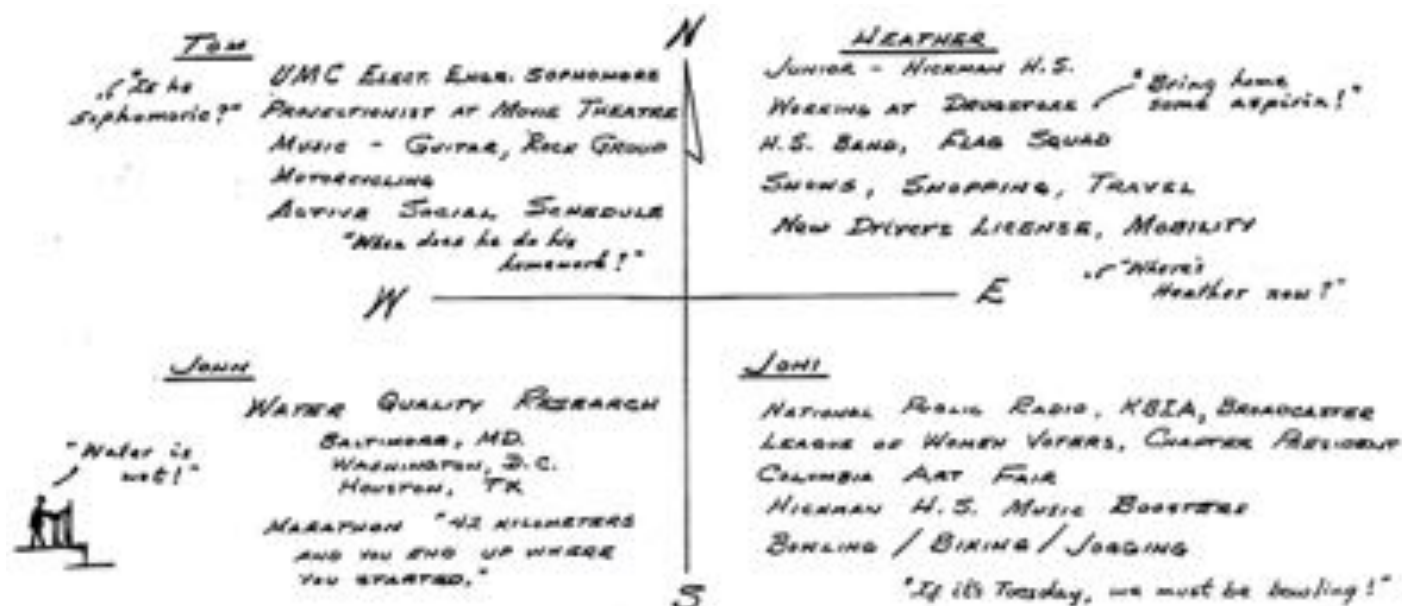 N
TOM
"Is he
sophomoric?"
UMC ELECT. ENGR. SOPHOMORE
PROJECTIONIST AT MOVIE THEATRE
MUSIC - GUITAR, ROCK GROUP
MOTORCYCLING
ACTIVE SOCIAL SCHEDULE
"When does he do his
homework?"
HEATHER
JUNIOR - HICKMAN H.S.
WORKING AT DRUGSTORE
"Bring home
some aspirin!"
H.S. BAND, FLAG SQUAD
SHOWS, SHOPPING, TRAVEL
NEW DRIVERS LICENSE, MOBILITY
"Where's
Heather now?"
W
E
JOHN
WATER QUALITY RESEARCH
BALTIMORE, MD.
WASHINGTON, D.C.
HOUSTON, TX
"Water is
wet!"
MARATHON "42 KILOMETERS
AND YOU END UP WHERE
YOU STARTED."
JONI
NATIONAL PUBLIC RADIO, KBIA, BROADCASTER
LEAGUE OF WOMEN VOTERS, CHAPTER PRESIDENT
COLUMBIA ART FAIR
HICKMAN H.S. MUSIC BOOSTERS
BOWLING / BIKING / JOGGING
"If it's Tuesday, we must be bowling!"
S